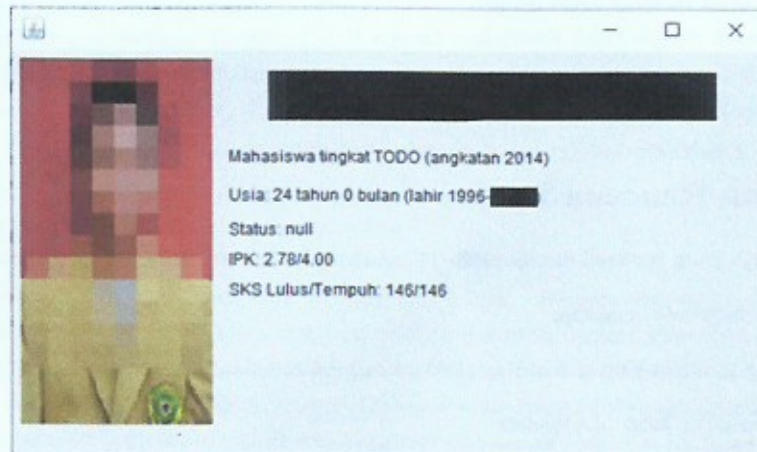 Mahasiswa tingkat TODO (angkatan 2014)
Usia: 24 tahun 0 bulan (lahir 1996-
Status: null
IPK: 2.78/4.00
SKS Lulus/Tempuh: 146/146